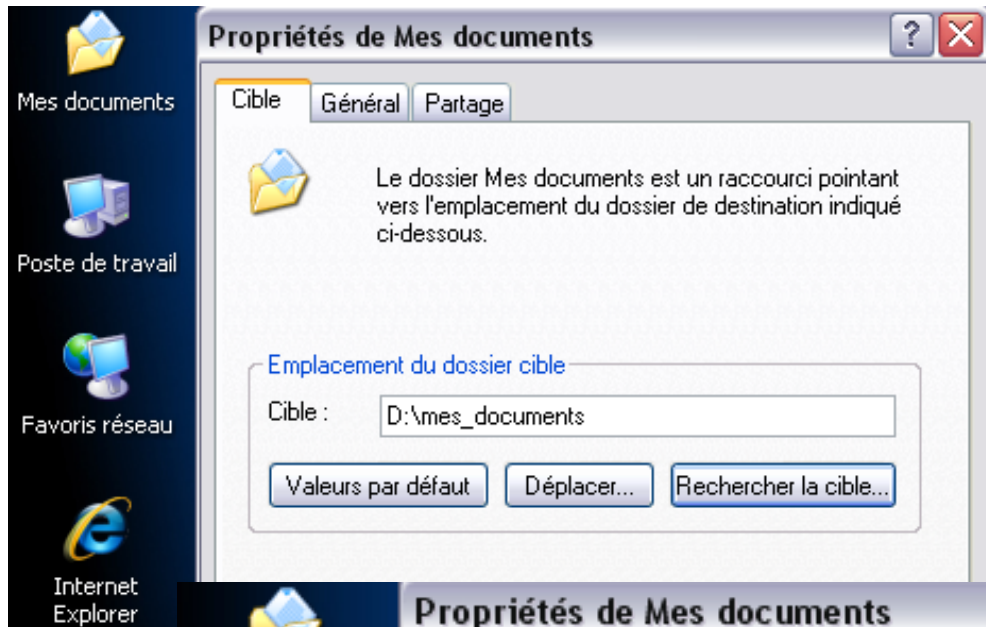 Mes documents
Poste de travail
Favoris réseau
Internet
Explorer
Propriétés de Mes documents
?
Cible Général Partage
Le dossier Mes documents est un raccourci pointant
vers l'emplacement du dossier de destination indiqué
ci-dessous.
Emplacement du dossier cible
Cible : D:\mes_documents
Valeurs par défaut Déplacer... Rechercher la cible...
Propriétés de Mes documents